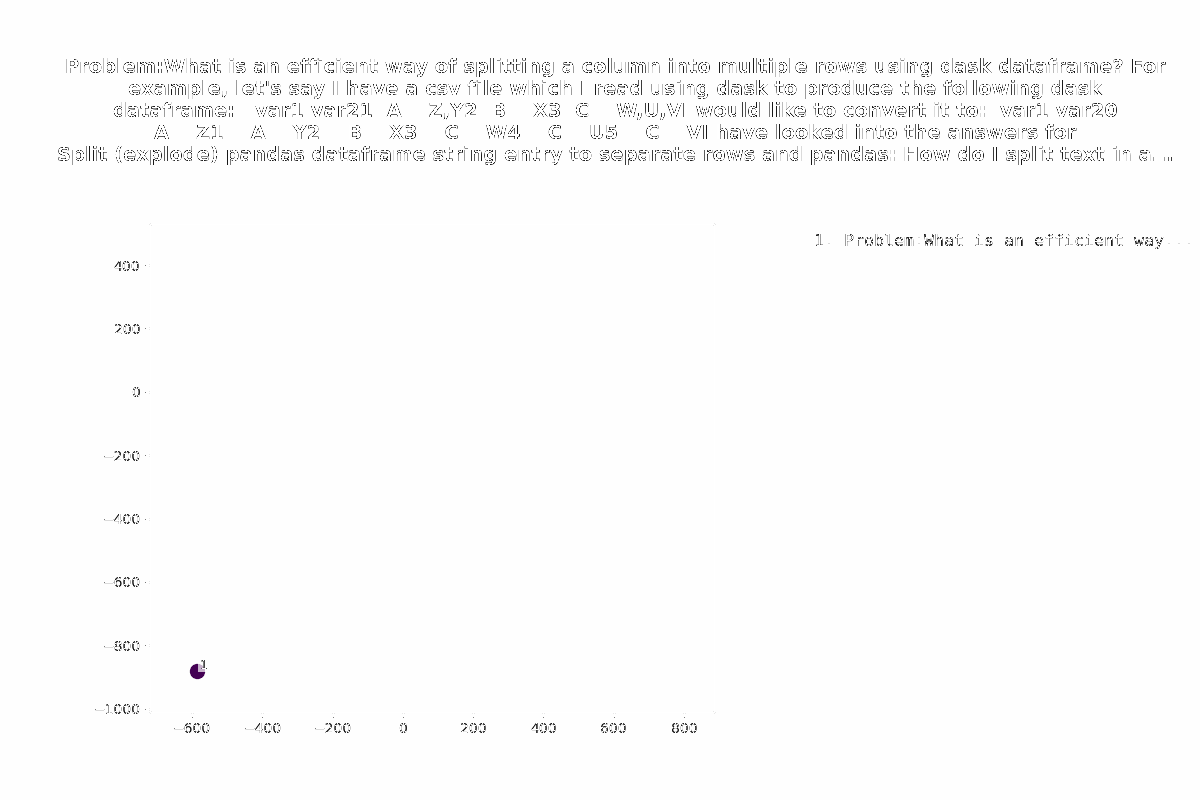 Problem:What is an efficient way of splitting a column into multiple rows using dask dataframe? For
example, let's say I have a csv file which I read using dask to produce the following dask
dataframe:   var1 var21  A    Z,Y2  B    X3  C    W,U,VI would like to convert it to:  var1 var20
A    Z1    A    Y2    B    X3    C    W4    C    U5    C    VI have looked into the answers for
Split (explode) pandas dataframe string entry to separate rows and pandas: How do I split text in a...
1. Problem:What is an efficient way...
400
200
0
−200
−400
−600
−800
1
−1000
−600 −400 −200 0 200 400 600 800